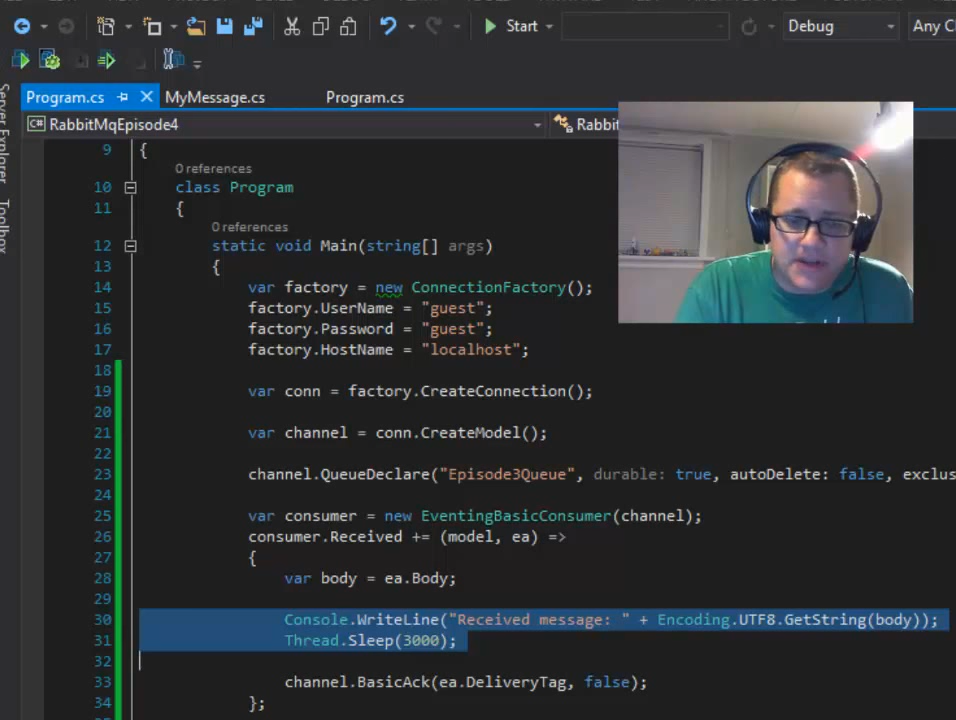 Start
Debug
Any C
Server Explorer
Toolbox
Program.cs
MyMessage.cs
Program.cs
RabbitMqEpisode4
Rabbit
9 {
0 references
10 class Program
11 {
0 references
12 static void Main(string[] args)
13 {
14 var factory = new ConnectionFactory();
15 factory.UserName = "guest";
16 factory.Password = "guest";
17 factory.HostName = "localhost";
18
19 var conn = factory.CreateConnection();
20
21 var channel = conn.CreateModel();
22
23 channel.QueueDeclare("Episode3Queue", durable: true, autoDelete: false, exclus
24
25 var consumer = new EventingBasicConsumer(channel);
26 consumer.Received += (model, ea) =>
27 {
28 var body = ea.Body;
29
30 Console.WriteLine("Received message: " + Encoding.UTF8.GetString(body));
31 Thread.Sleep(3000);
32
33 channel.BasicAck(ea.DeliveryTag, false);
34 };